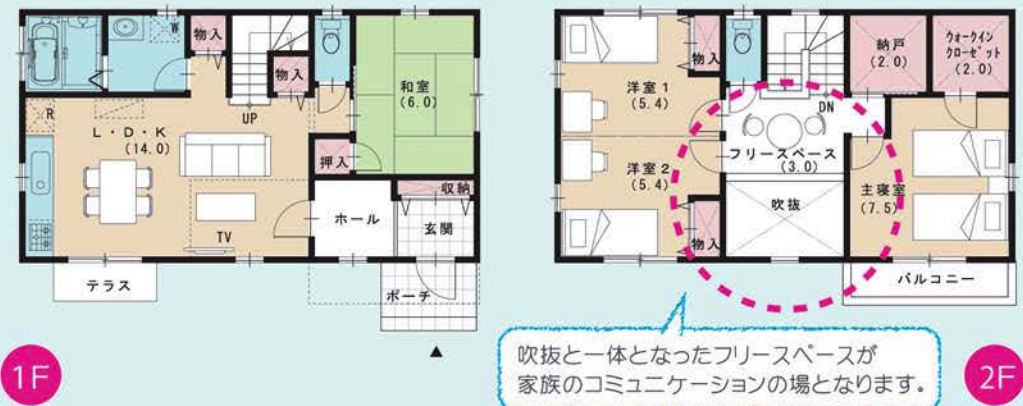 物入
W
物入
和室
(6.0)
R
L・D・K
(14.0)
UP
押入
収納
ホール
玄関
TV
テラス
ポーチ
1F
物入
納戸
(2.0)
ウォークイン
クローゼット
(2.0)
洋室1
(5.4)
DN
フリースペース
(3.0)
洋室2
(5.4)
吹抜
主寝室
(7.5)
物入
バルコニー
吹抜と一体となったフリースペースが
家族のコミュニケーションの場となります。
2F